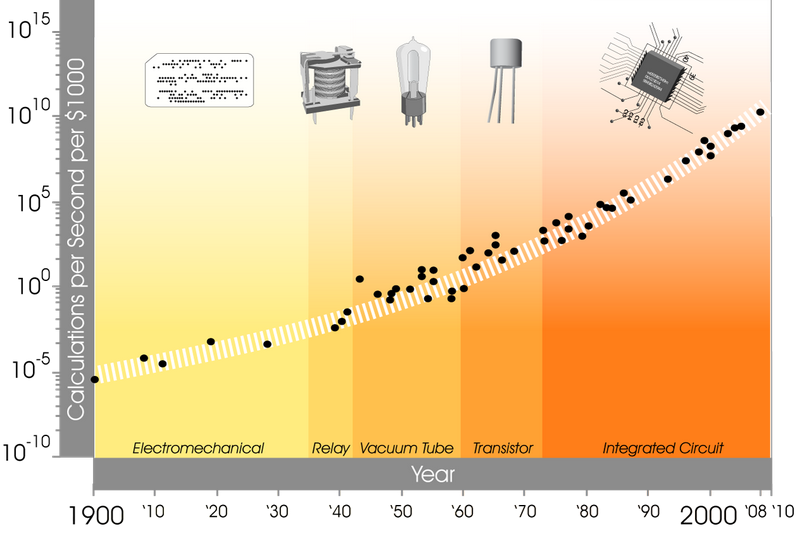 10^15
10^10
10^5
10^0
10^-5
10^-10
Calculations per Second per $1000
Electromechanical Relay Vacuum Tube Transistor Integrated Circuit
Year
1900 '10 '20 '30 '40 '50 '60 '70 '80 '90 2000 '08 '10